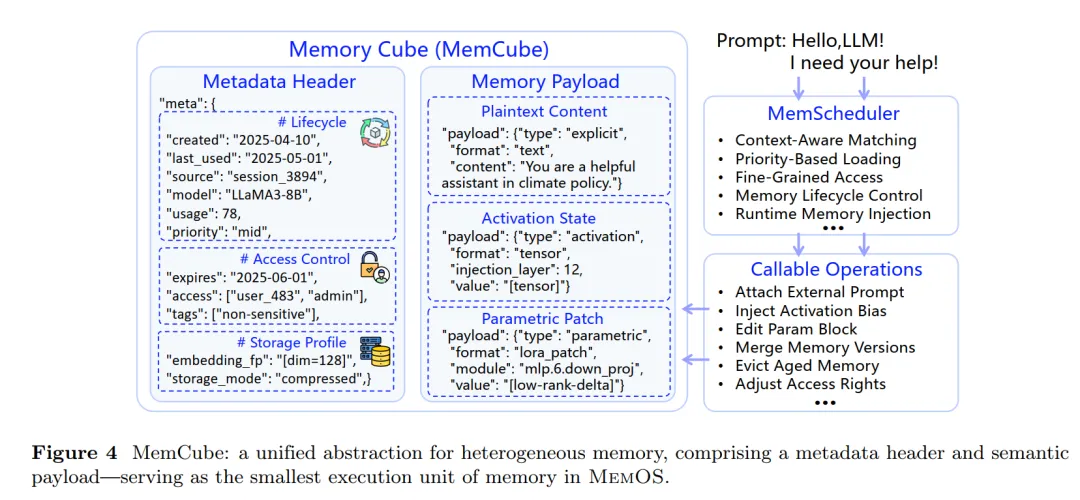 Memory Cube (MemCube)
Metadata Header
"meta": {
# Lifecycle
"created": "2025-04-10",
"last_used": "2025-05-01",
"source": "session_3894",
"model": "LLaMA3-8B",
"usage": 78,
"priority": "mid",
# Access Control
"expires": "2025-06-01",
"access": ["user_483", "admin"],
"tags": ["non-sensitive"],
# Storage Profile
"embedding_fp": "[dim=128]",
"storage_mode": "compressed",}
Memory Payload
Plaintext Content
"payload": {"type": "explicit",
"format": "text",
"content": "You are a helpful
assistant in climate policy."}
Activation State
"payload": {"type": "activation",
"format": "tensor",
"injection_layer": 12,
"value": "[tensor]"}
Parametric Patch
"payload": {"type": "parametric",
"format": "lora_patch",
"module": "mlp.6.down_proj",
"value": "[low-rank-delta]"}
Prompt: Hello,LLM!
I need your help!
MemScheduler
• Context-Aware Matching
• Priority-Based Loading
• Fine-Grained Access
• Memory Lifecycle Control
• Runtime Memory Injection
•••
Callable Operations
• Attach External Prompt
• Inject Activation Bias
• Edit Param Block
• Merge Memory Versions
• Evict Aged Memory
• Adjust Access Rights
•••
Figure 4 MemCube: a unified abstraction for heterogeneous memory, comprising a metadata header and semantic
payload—serving as the smallest execution unit of memory in MemOS.